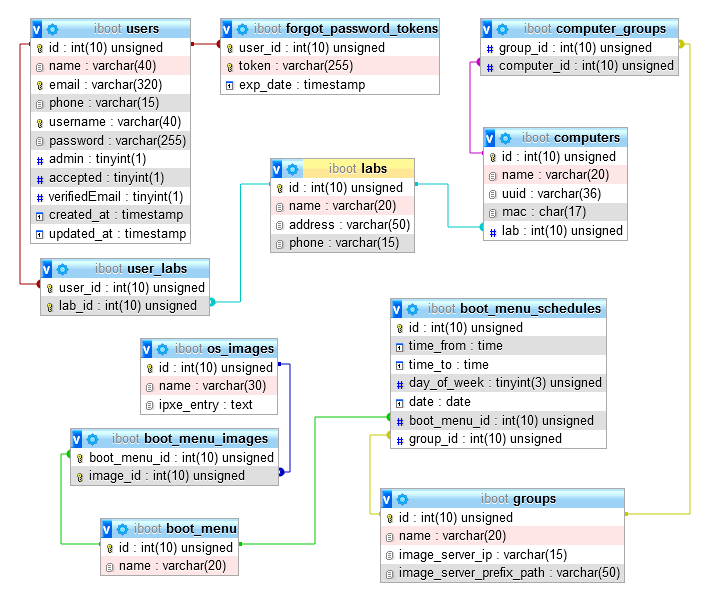 iboot users
id : int(10) unsigned
name : varchar(40)
email : varchar(320)
phone : varchar(15)
username : varchar(40)
password : varchar(255)
admin : tinyint(1)
accepted : tinyint(1)
verifiedEmail : tinyint(1)
created_at : timestamp
updated_at : timestamp
iboot forgot_password_tokens
user_id : int(10) unsigned
token : varchar(255)
exp_date : timestamp
iboot computer_groups
group_id : int(10) unsigned
computer_id : int(10) unsigned
iboot computers
id : int(10) unsigned
name : varchar(20)
uuid : varchar(36)
mac : char(17)
lab : int(10) unsigned
iboot labs
id : int(10) unsigned
name : varchar(20)
address : varchar(50)
phone : varchar(15)
iboot user_labs
user_id : int(10) unsigned
lab_id : int(10) unsigned
iboot boot_menu_schedules
id : int(10) unsigned
time_from : time
time_to : time
day_of_week : tinyint(3) unsigned
date : date
boot_menu_id : int(10) unsigned
group_id : int(10) unsigned
iboot os_images
id : int(10) unsigned
name : varchar(30)
ipxe_entry : text
iboot boot_menu_images
boot_menu_id : int(10) unsigned
image_id : int(10) unsigned
iboot boot_menu
id : int(10) unsigned
name : varchar(20)
iboot groups
id : int(10) unsigned
name : varchar(20)
image_server_ip : varchar(15)
image_server_prefix_path : varchar(50)